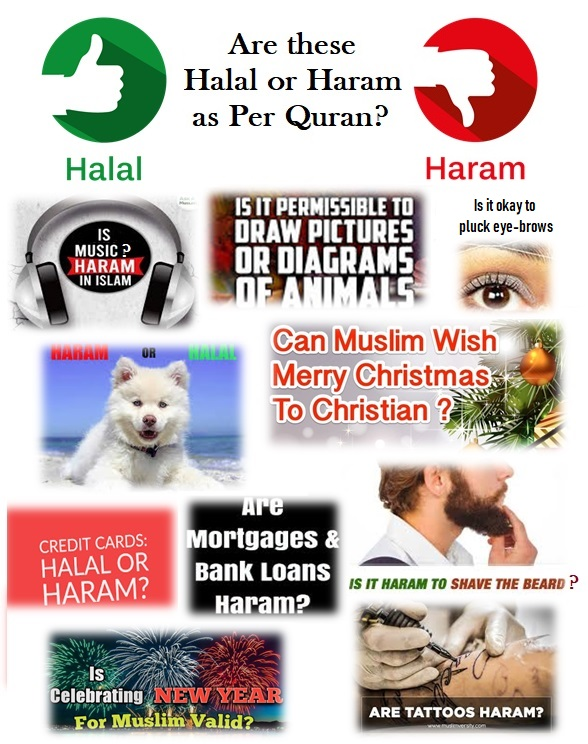 Are these
Halal or Haram
as Per Quran?
Halal
Haram
IS
MUSIC ?
HARAM
IN ISLAM
IS IT PERMISSIBLE TO
DRAW PICTURES
OR DIAGRAMS
OF ANIMALS
Is it okay to
pluck eye-brows
HARAM OR HALAL
Can Muslim Wish
Merry Christmas
To Christian ?
CREDIT CARDS:
HALAL OR
HARAM?
Are
Mortgages &
Bank Loans
Haram?
IS IT HARAM TO SHAVE THE BEARD ?
Is
Celebrating NEW YEAR
For Muslim Valid?
ARE TATTOOS HARAM?
www.muslimversity.com